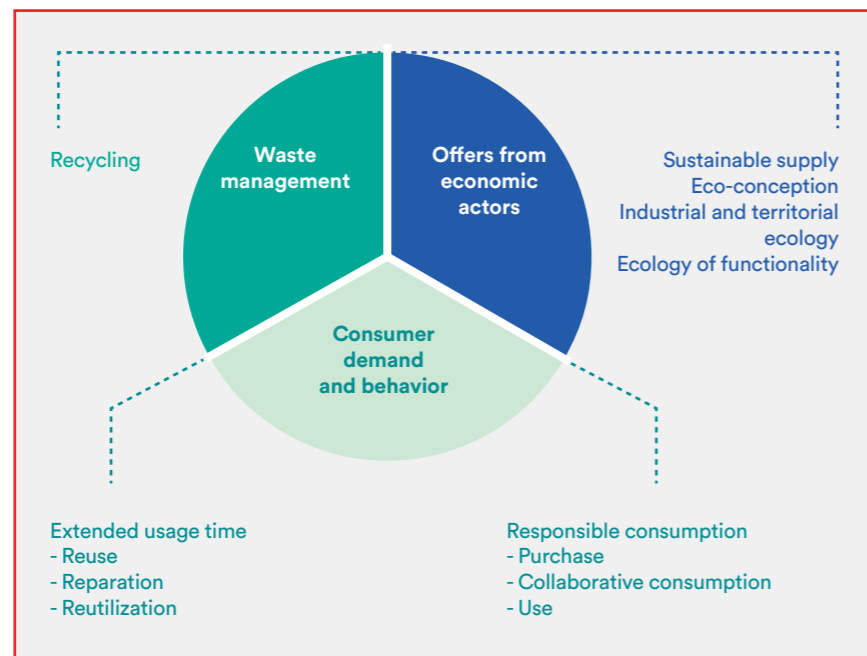 Waste
management
Offers from
economic
actors
Recycling
Sustainable supply
Eco-conception
Industrial and territorial
ecology
Ecology of functionality
Consumer
demand
and behavior
Extended usage time
- Reuse
- Reparation
- Reutilization
Responsible consumption
- Purchase
- Collaborative consumption
- Use